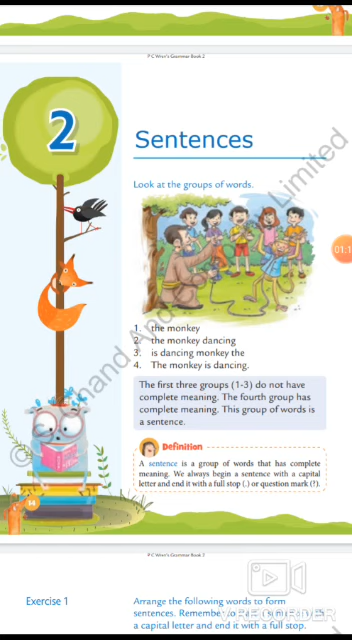 P C Wren's Grammar Book 2
2
Sentences
Look at the groups of words.
1. the monkey
2. the monkey dancing
3. is dancing monkey the
4. The monkey is dancing.
The first three groups (1-3) do not have
complete meaning. The fourth group has
complete meaning. This group of words is
a sentence.
Definition
A sentence is a group of words that has complete
meaning. We always begin a sentence with a capital
letter and end it with a full stop (.) or question mark (?).
P C Wren's Grammar Book 2
Exercise 1
Arrange the following words to form
sentences. Remember to
a capital letter and end it with a full stop.
Limited
01:1